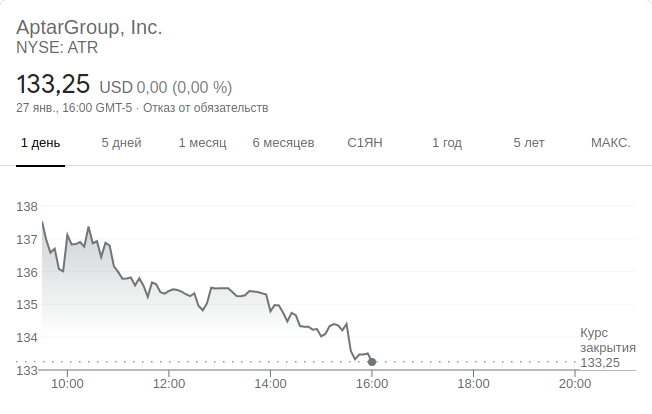 AptarGroup, Inc.
NYSE: ATR
133,25 USD 0,00 (0,00 %)
27 янв., 16:00 GMT-5 · Отказ от обязательств
1 день 5 дней 1 месяц 6 месяцев С1ЯН 1 год 5 лет МАКС.
138
137
136
135
134
133
Курс
закрытия
133,25
10:00 12:00 14:00 16:00 18:00 20:00